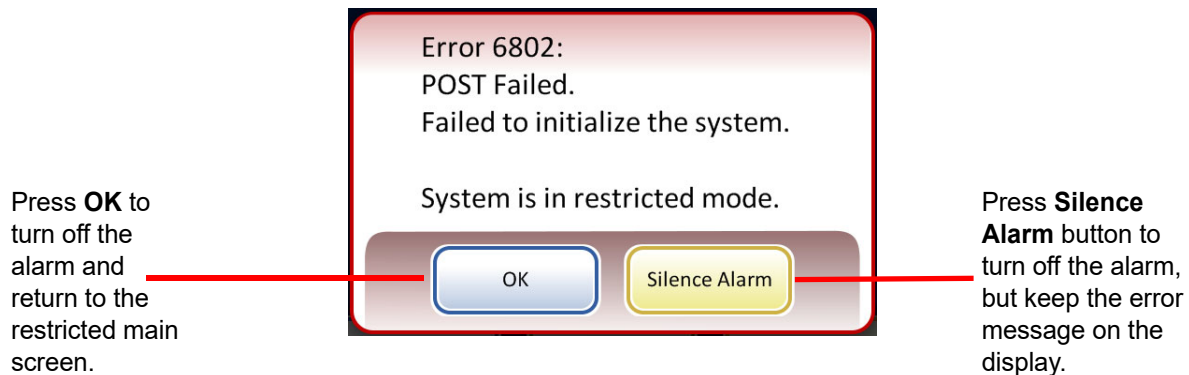 Error 6802:
POST Failed.
Failed to initialize the system.
System is in restricted mode.
OK
Silence Alarm
Press OK to
turn off the
alarm and
return to the
restricted main
screen.
Press Silence
Alarm button to
turn off the alarm,
but keep the error
message on the
display.